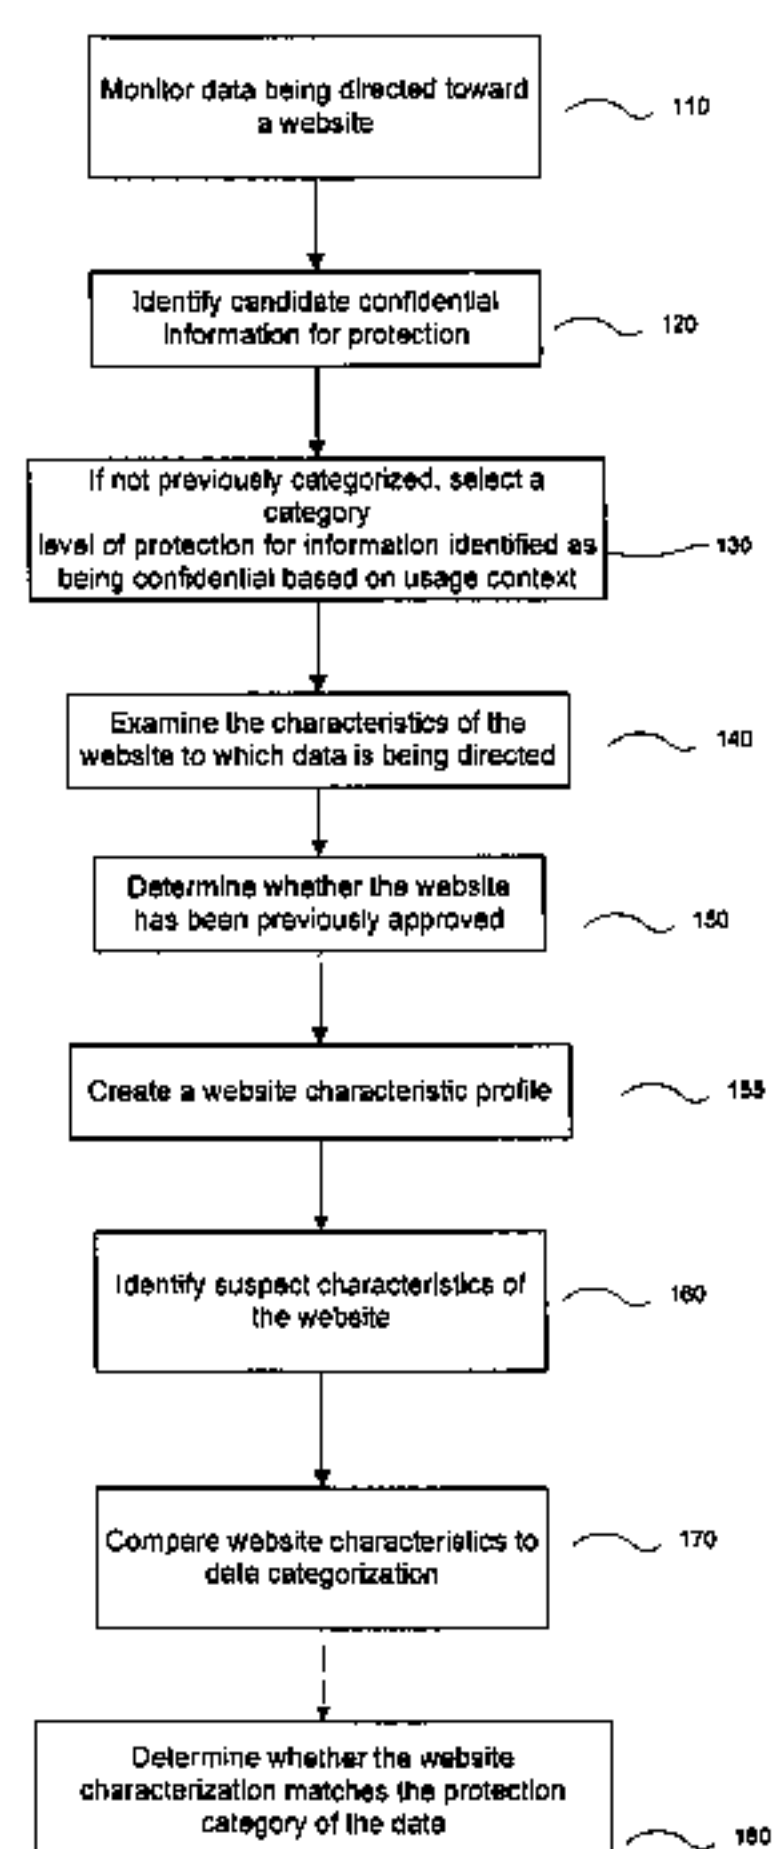 Monitor data being directed toward
a website
110
Identify candidate confidential
Information for protection
120
If not previously categorized, select a
category
level of protection for information identified as
being confidential based on usage context
130
Examine the characteristics of the
website to which data is being directed
140
Determine whether the website
has been previously approved
150
Create a website characteristic profile
155
Identify suspect characteristics of
the website
160
Compare website characteristics to
data categorization
170
Determine whether the website
characterization matches the protection
category of the data